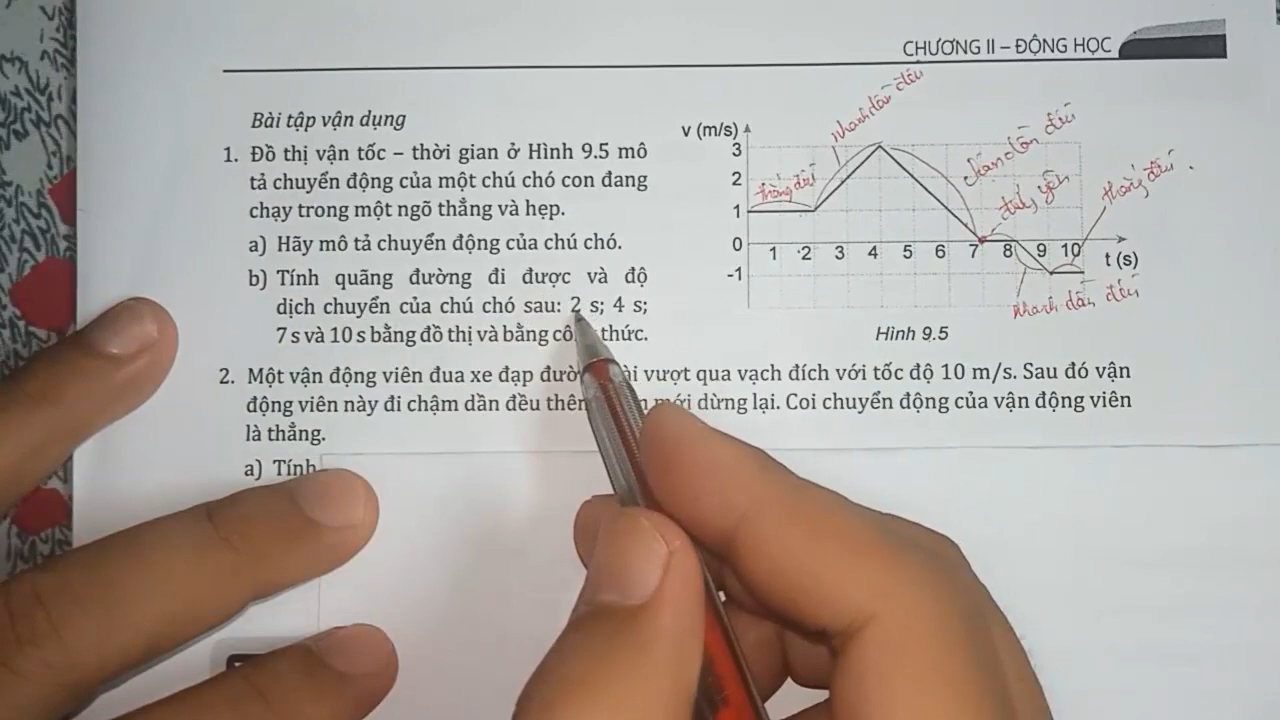 CHƯƠNG II – ĐỘNG HỌC
Bài tập vận dụng
1. Đồ thị vận tốc – thời gian ở Hình 9.5 mô
tả chuyển động của một chú chó con đang
chạy trong một ngõ thẳng và hẹp.
a) Hãy mô tả chuyển động của chú chó.
b) Tính quãng đường đi được và độ
dịch chuyển của chú chó sau: 2 s; 4 s;
7 s và 10 s bằng đồ thị và bằng thức.
v (m/s)
3
2
1
0
-1
1 2 3 4 5 6 7 8 9 10
t (s)
nhanh dần đều
thẳng đều
chậm dần đều
đứng yên
thẳng đều.
nhanh dần đều
Hình 9.5
2. Một vận động viên đua xe đạp vượt qua vạch đích với tốc độ 10 m/s. Sau đó vận
động viên này đi chậm dần đều mới dừng lại. Coi chuyển động của vận động viên
là thẳng.
a) Tính